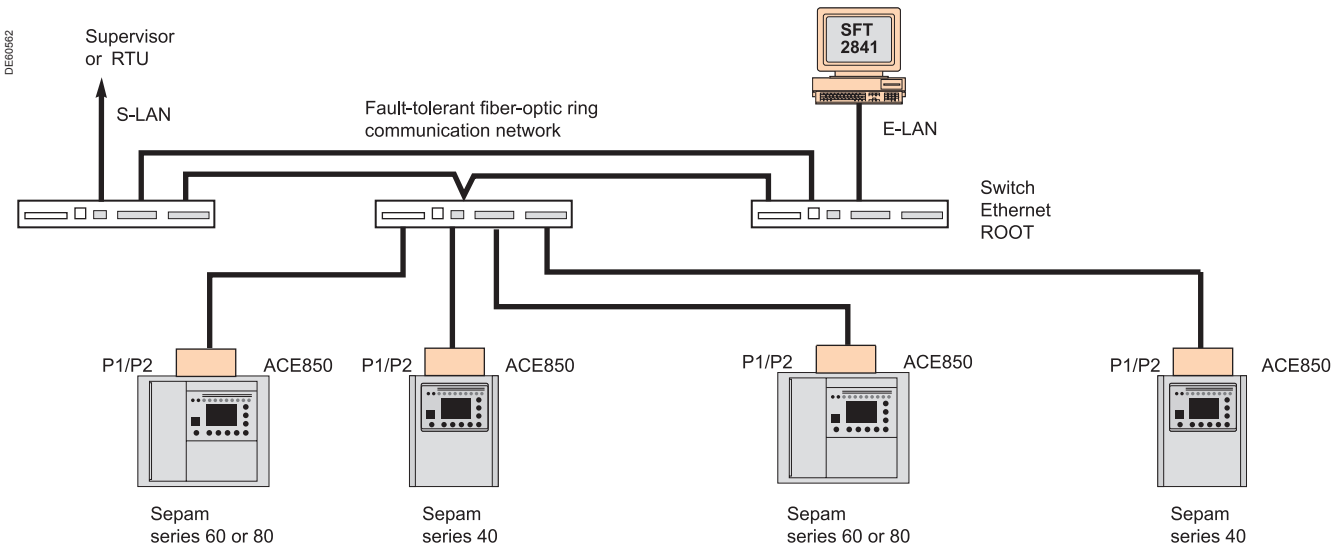 DE60562
Supervisor
or RTU
S-LAN
Fault-tolerant fiber-optic ring
communication network
SFT
2841
E-LAN
Switch
Ethernet
ROOT
P1/P2
ACE850
P1/P2
ACE850
P1/P2
ACE850
P1/P2
ACE850
Sepam
series 60 or 80
Sepam
series 40
Sepam
series 60 or 80
Sepam
series 40